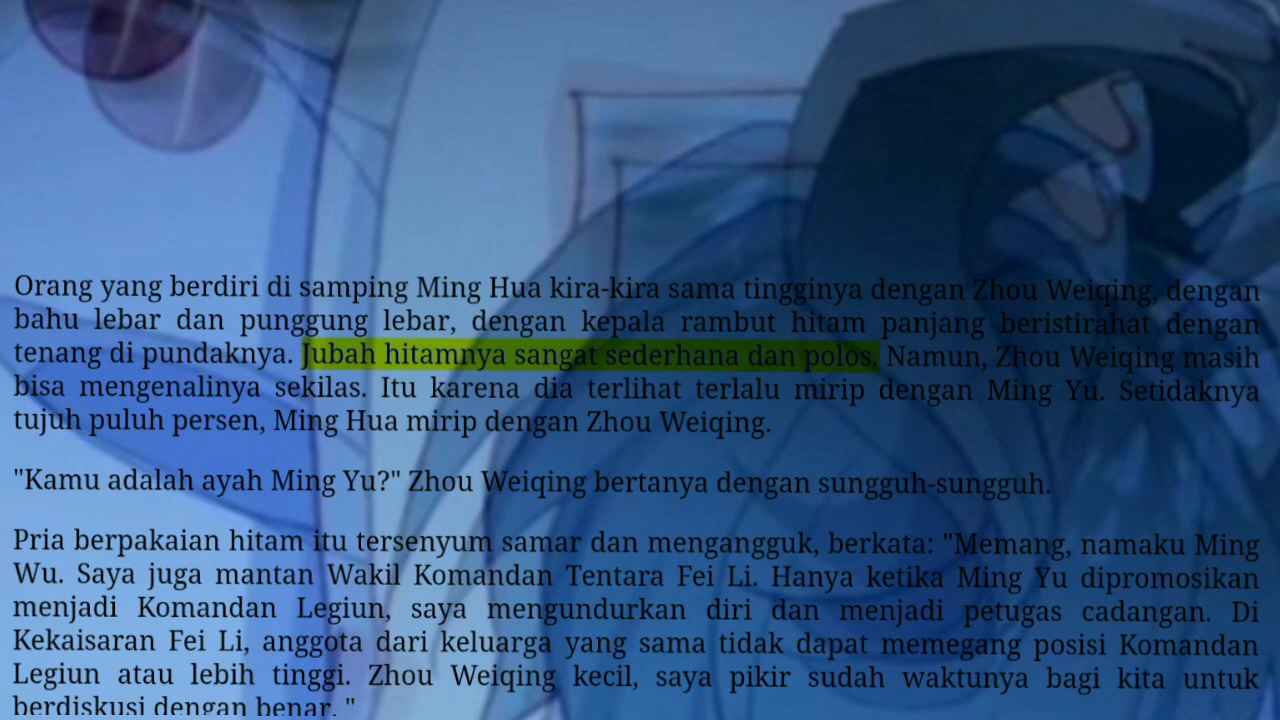 Orang yang berdiri di samping Ming Hua kira-kira sama tingginya dengan Zhou Weiqing, dengan
bahu lebar dan punggung lebar, dengan kepala rambut hitam panjang beristirahat dengan
tenang di pundaknya. Jubah hitamnya sangat sederhana dan polos. Namun, Zhou Weiqing masih
bisa mengenalinya sekilas. Itu karena dia terlihat terlalu mirip dengan Ming Yu. Setidaknya
tujuh puluh persen, Ming Hua mirip dengan Zhou Weiqing.
"Kamu adalah ayah Ming Yu?" Zhou Weiqing bertanya dengan sungguh-sungguh.
Pria berpakaian hitam itu tersenyum samar dan mengangguk, berkata: "Memang, namaku Ming
Wu. Saya juga mantan Wakil Komandan Tentara Fei Li. Hanya ketika Ming Yu dipromosikan
menjadi Komandan Legiun, saya mengundurkan diri dan menjadi petugas cadangan. Di
Kekaisaran Fei Li, anggota dari keluarga yang sama tidak dapat memegang posisi Komandan
Legiun atau lebih tinggi. Zhou Weiqing kecil, saya pikir sudah waktunya bagi kita untuk
berdiskusi dengan benar. "